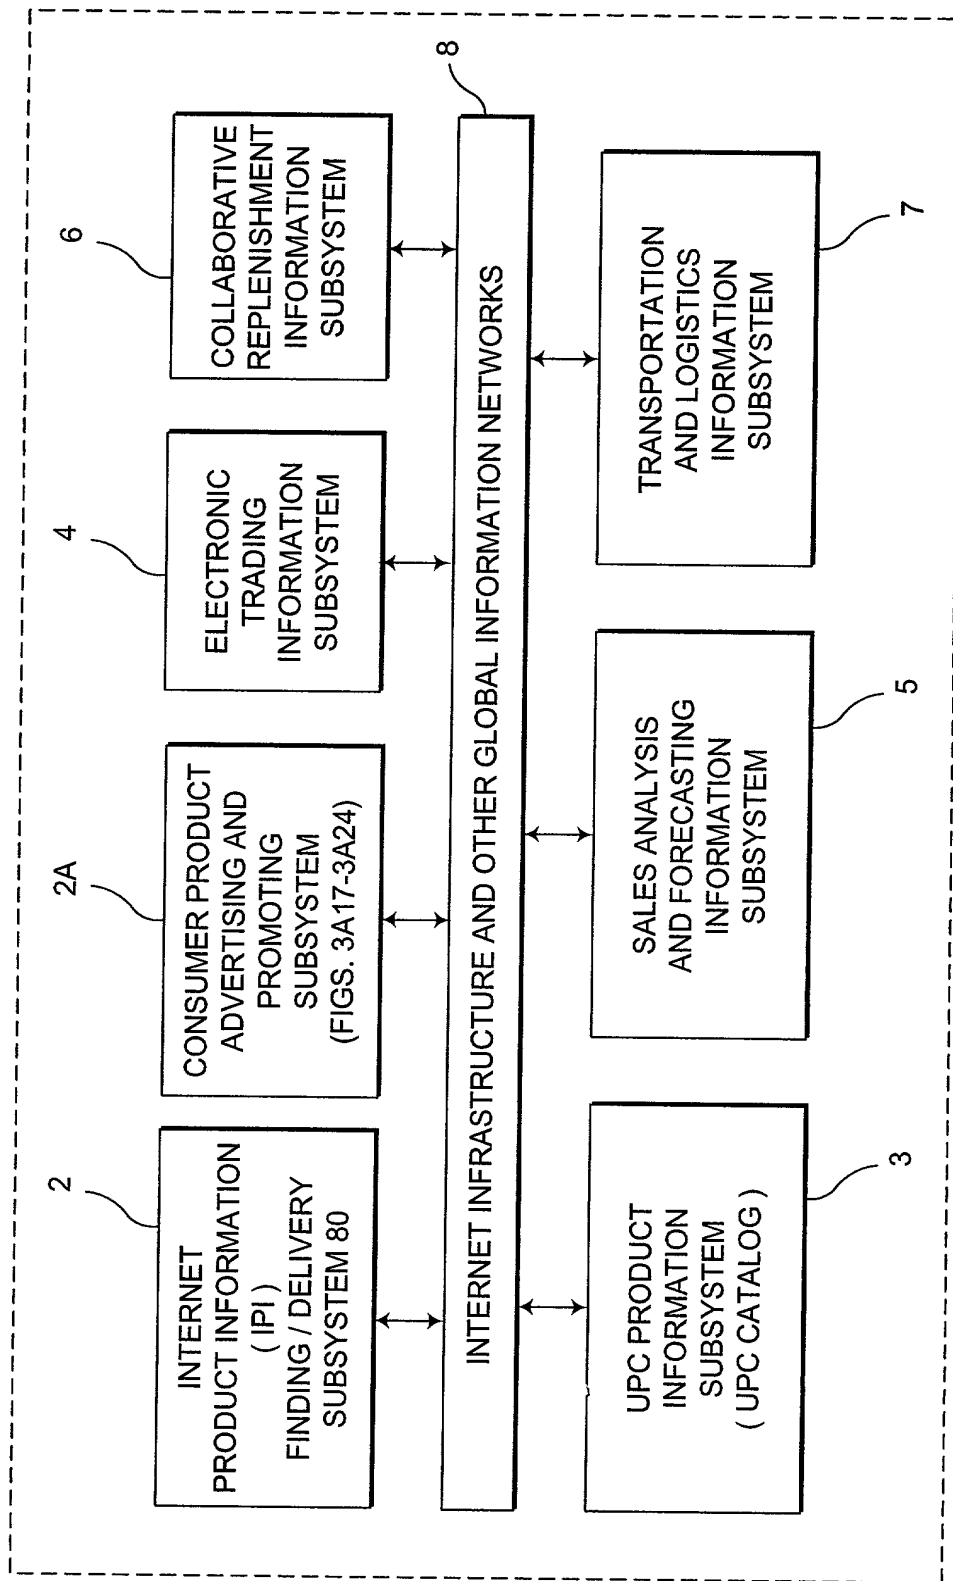 2
INTERNET
PRODUCT INFORMATION
( IPI )
FINDING / DELIVERY
SUBSYSTEM 80
2A
CONSUMER PRODUCT
ADVERTISING AND
PROMOTING
SUBSYSTEM
(FIGS. 3A17-3A24)
4
ELECTRONIC
TRADING
INFORMATION
SUBSYSTEM
6
COLLABORATIVE
REPLENISHMENT
INFORMATION
SUBSYSTEM
8
INTERNET INFRASTRUCTURE AND OTHER GLOBAL INFORMATION NETWORKS
UPC PRODUCT
INFORMATION
SUBSYSTEM
( UPC CATALOG )
3
SALES ANALYSIS
AND FORECASTING
INFORMATION
SUBSYSTEM
5
TRANSPORTATION
AND LOGISTICS
INFORMATION
SUBSYSTEM
7